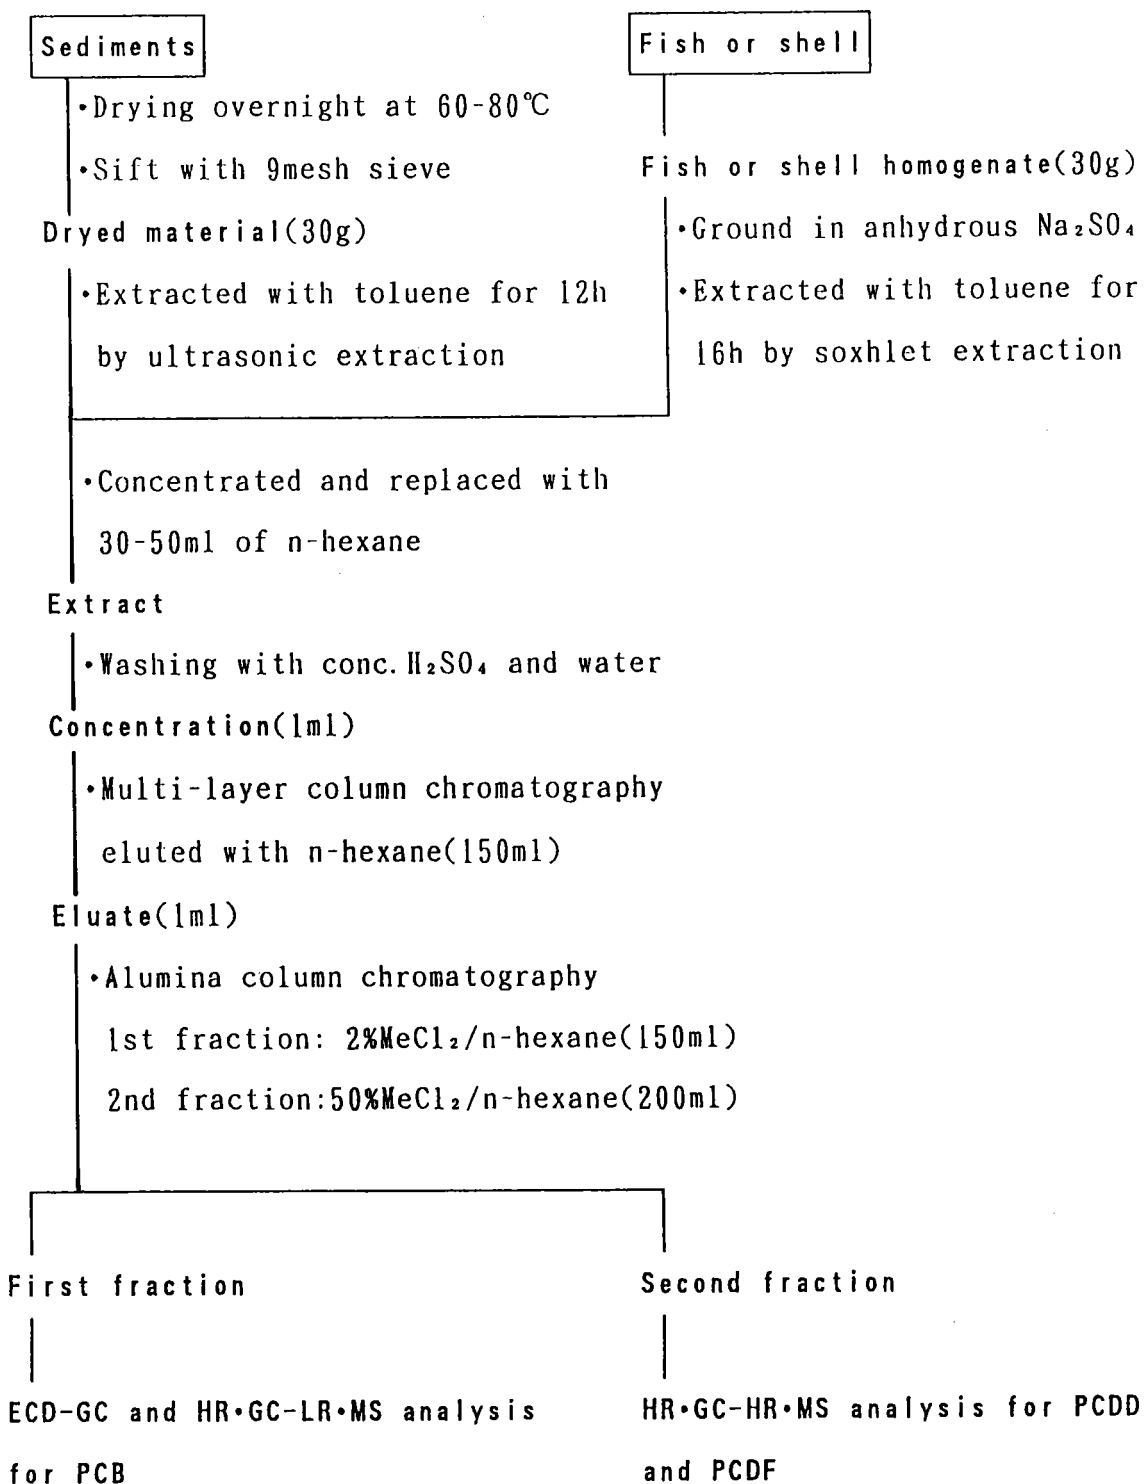 Sediments
•Drying overnight at 60-80℃
•Sift with 9mesh sieve
Dryed material(30g)
•Extracted with toluene for 12h
by ultrasonic extraction
Fish or shell
Fish or shell homogenate(30g)
•Ground in anhydrous Na₂SO₄
•Extracted with toluene for
16h by soxhlet extraction
•Concentrated and replaced with
30-50ml of n-hexane
Extract
•Washing with conc. H₂SO₄ and water
Concentration(1ml)
•Multi-layer column chromatography
eluted with n-hexane(150ml)
Eluate(1ml)
•Alumina column chromatography
1st fraction: 2%MeCl₂/n-hexane(150ml)
2nd fraction:50%MeCl₂/n-hexane(200ml)
First fraction
ECD-GC and HR•GC-LR•MS analysis
for PCB
Second fraction
HR•GC-HR•MS analysis for PCDD
and PCDF